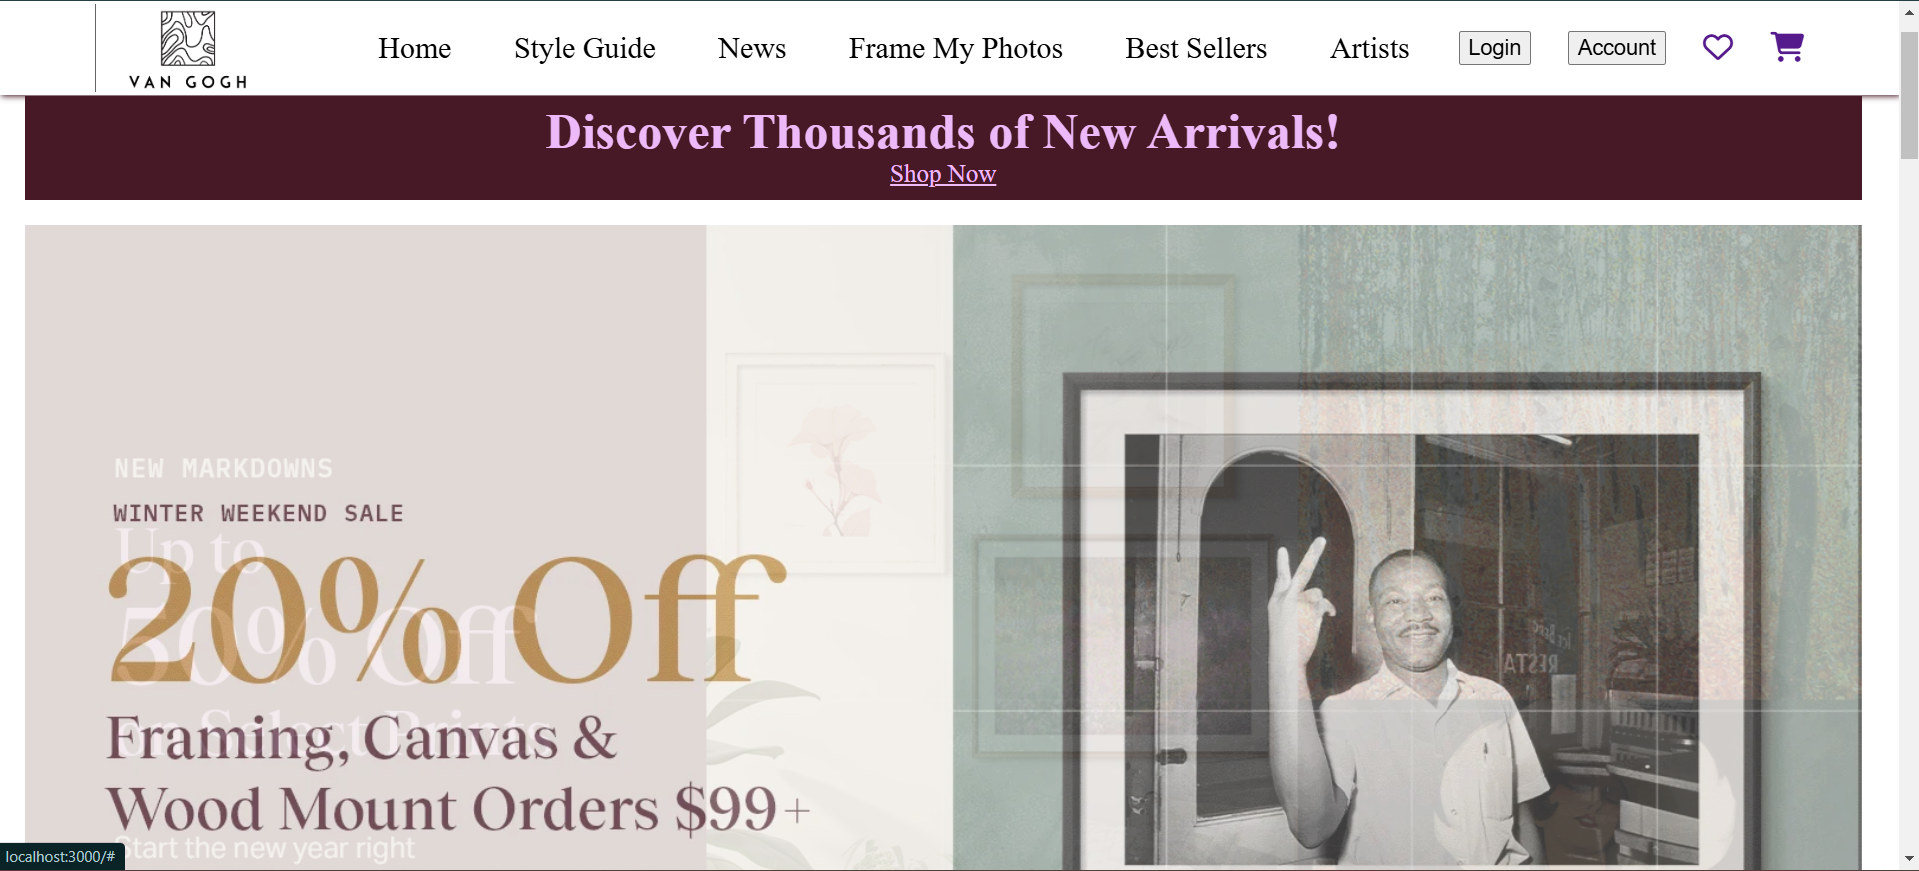 VAN GOGH
Home Style Guide News Frame My Photos Best Sellers Artists Login Account
Discover Thousands of New Arrivals!
Shop Now
NEW MARKDOWNS
WINTER WEEKEND SALE
Up to
20% Off
50% Off
Framing, Canvas &
on Select Prints
Wood Mount Orders $99+
Start the new year right
RESTA
localhost:3000/#